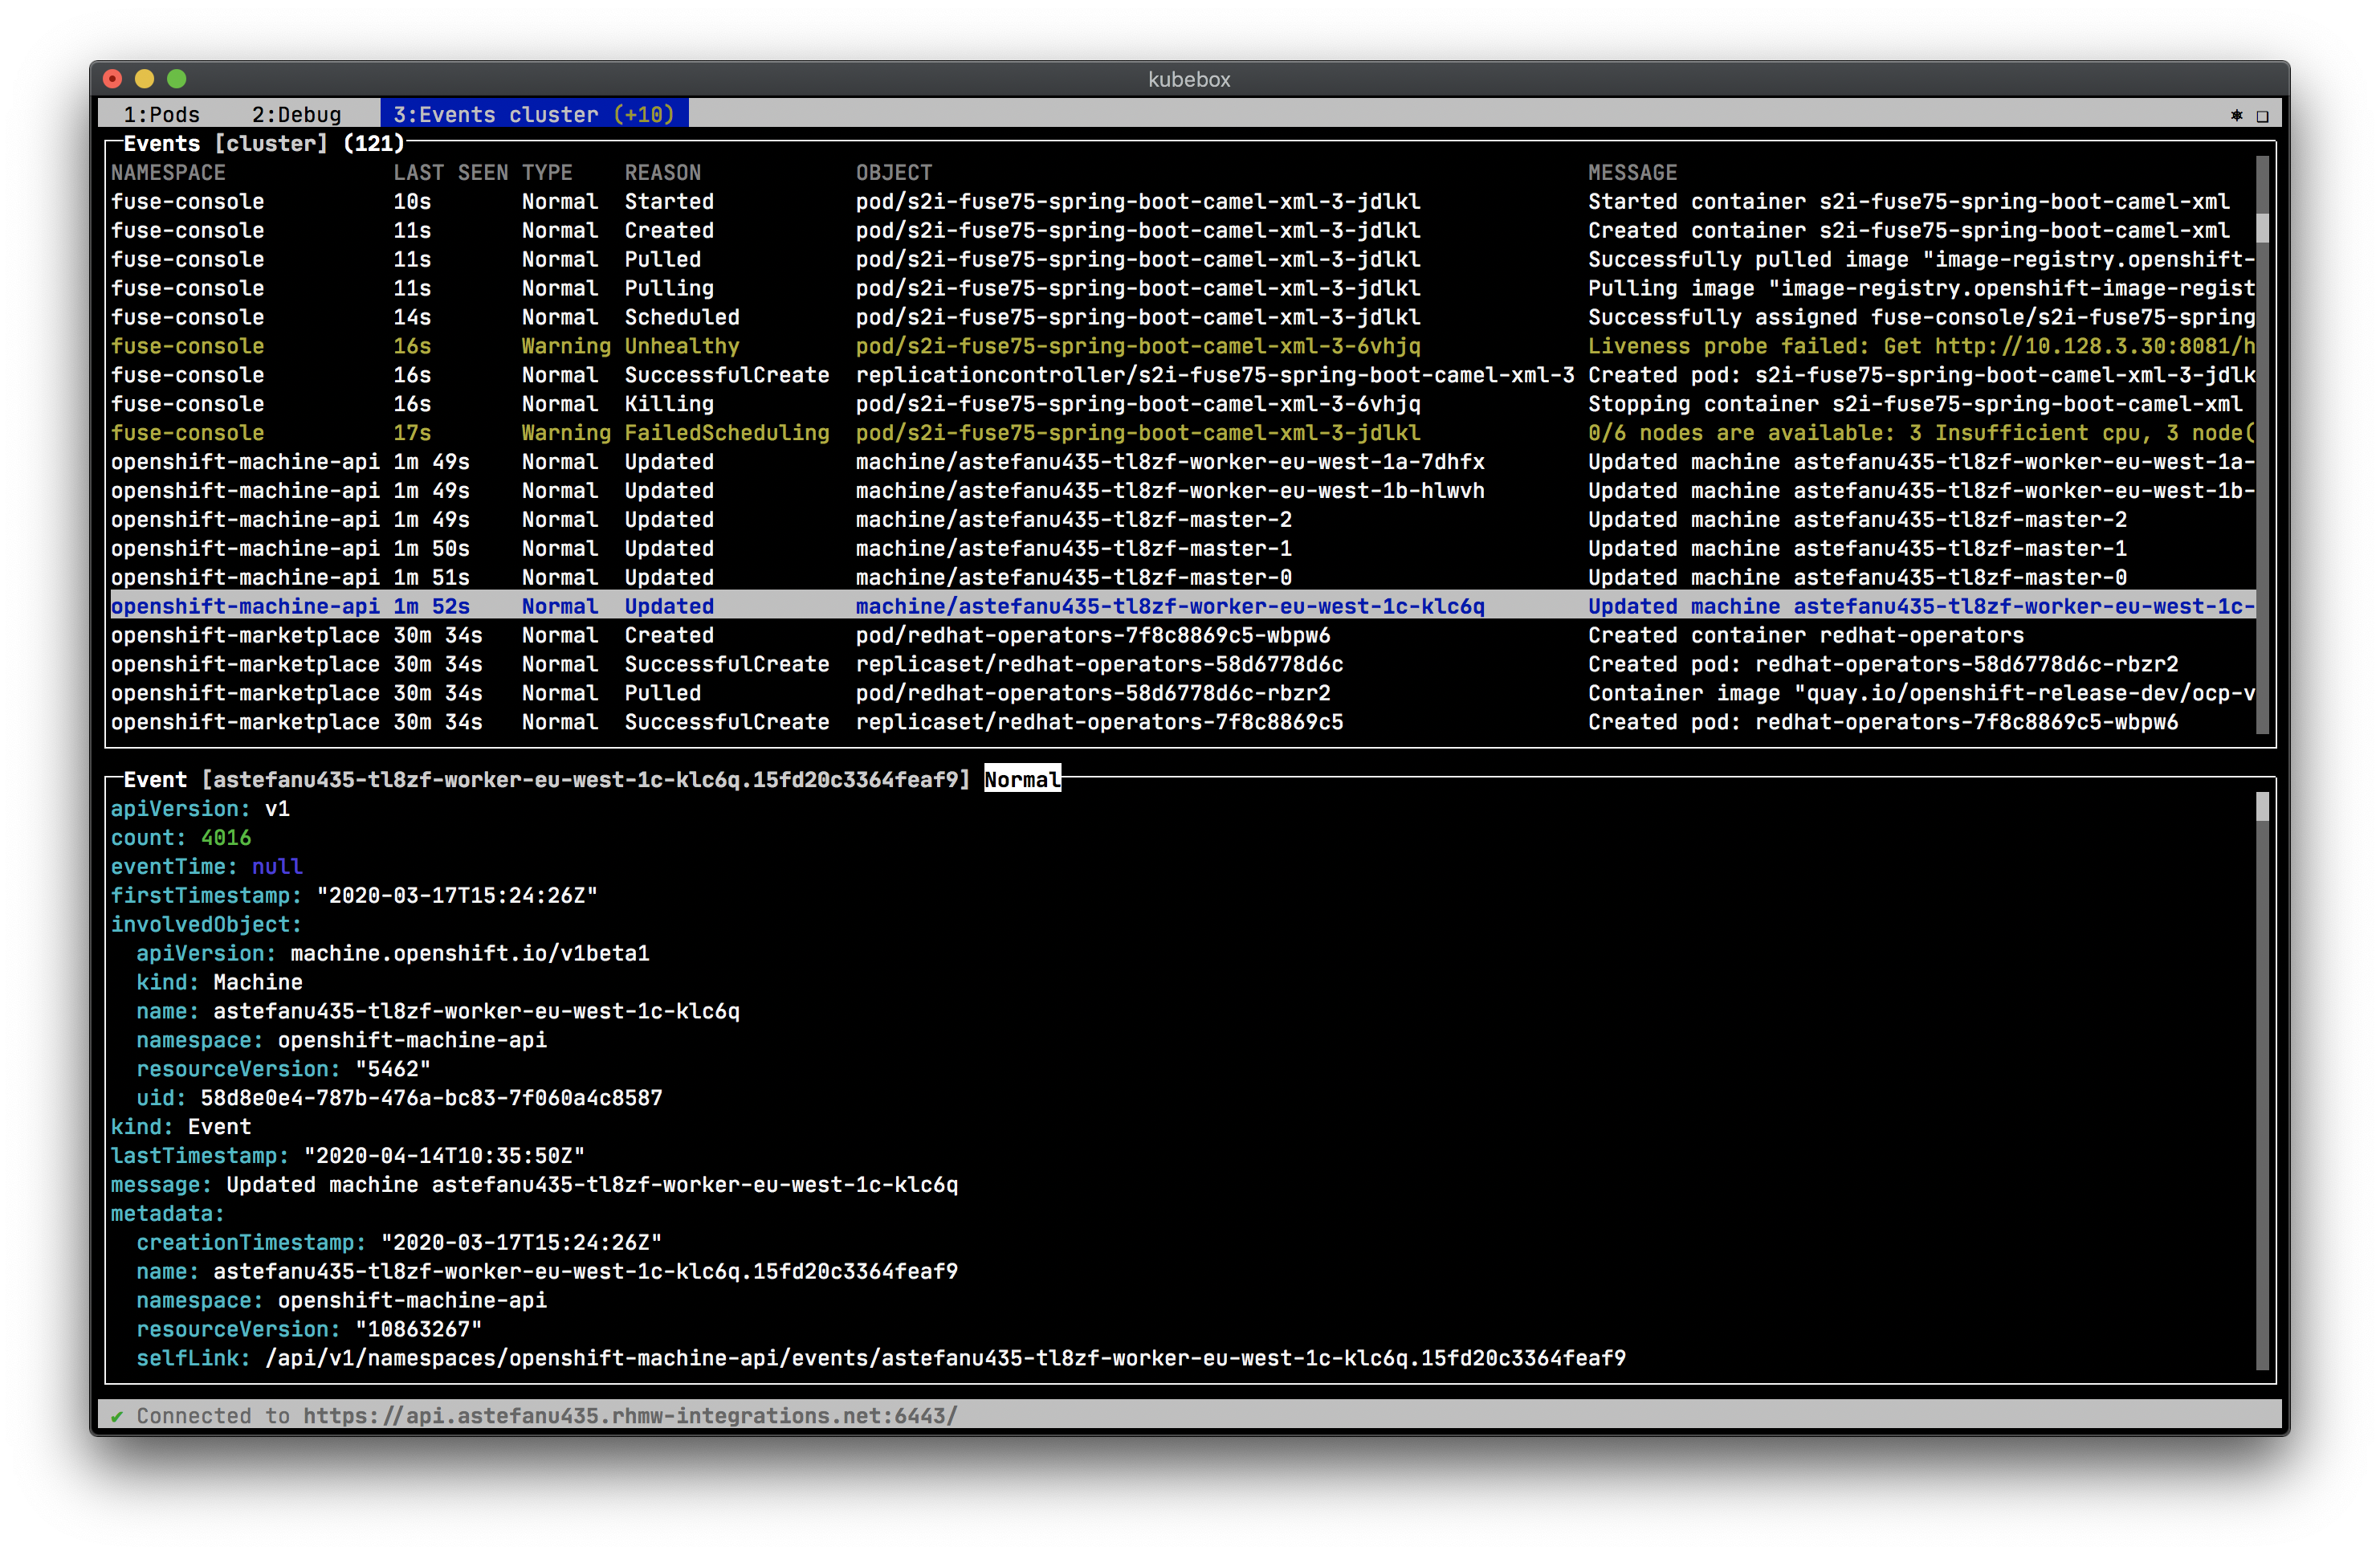 kubebox
1:Pods 2:Debug 3:Events cluster (+10)
Events [cluster] (121)
NAMESPACE LAST SEEN TYPE REASON OBJECT MESSAGE
fuse-console 10s Normal Started pod/s2i-fuse75-spring-boot-camel-xml-3-jdlkl Started container s2i-fuse75-spring-boot-camel-xml
fuse-console 11s Normal Created pod/s2i-fuse75-spring-boot-camel-xml-3-jdlkl Created container s2i-fuse75-spring-boot-camel-xml
fuse-console 11s Normal Pulled pod/s2i-fuse75-spring-boot-camel-xml-3-jdlkl Successfully pulled image "image-registry.openshift-
fuse-console 11s Normal Pulling pod/s2i-fuse75-spring-boot-camel-xml-3-jdlkl Pulling image "image-registry.openshift-image-regist
fuse-console 14s Normal Scheduled pod/s2i-fuse75-spring-boot-camel-xml-3-jdlkl Successfully assigned fuse-console/s2i-fuse75-spring
fuse-console 16s Warning Unhealthy pod/s2i-fuse75-spring-boot-camel-xml-3-6vhjq Liveness probe failed: Get http://10.128.3.30:8081/h
fuse-console 16s Normal SuccessfulCreate replicationcontroller/s2i-fuse75-spring-boot-camel-xml-3 Created pod: s2i-fuse75-spring-boot-camel-xml-3-jdlk
fuse-console 16s Normal Killing pod/s2i-fuse75-spring-boot-camel-xml-3-6vhjq Stopping container s2i-fuse75-spring-boot-camel-xml
fuse-console 17s Warning FailedScheduling pod/s2i-fuse75-spring-boot-camel-xml-3-jdlkl 0/6 nodes are available: 3 Insufficient cpu, 3 node(
openshift-machine-api 1m 49s Normal Updated machine/astefanu435-tl8zf-worker-eu-west-1a-7dhfx Updated machine astefanu435-tl8zf-worker-eu-west-1a-
openshift-machine-api 1m 49s Normal Updated machine/astefanu435-tl8zf-worker-eu-west-1b-hlwvh Updated machine astefanu435-tl8zf-worker-eu-west-1b-
openshift-machine-api 1m 49s Normal Updated machine/astefanu435-tl8zf-master-2 Updated machine astefanu435-tl8zf-master-2
openshift-machine-api 1m 50s Normal Updated machine/astefanu435-tl8zf-master-1 Updated machine astefanu435-tl8zf-master-1
openshift-machine-api 1m 51s Normal Updated machine/astefanu435-tl8zf-master-0 Updated machine astefanu435-tl8zf-master-0
openshift-machine-api 1m 52s Normal Updated machine/astefanu435-tl8zf-worker-eu-west-1c-klc6q Updated machine astefanu435-tl8zf-worker-eu-west-1c-
openshift-marketplace 30m 34s Normal Created pod/redhat-operators-7f8c8869c5-wbpw6 Created container redhat-operators
openshift-marketplace 30m 34s Normal SuccessfulCreate replicaset/redhat-operators-58d6778d6c Created pod: redhat-operators-58d6778d6c-rbzr2
openshift-marketplace 30m 34s Normal Pulled pod/redhat-operators-58d6778d6c-rbzr2 Container image "quay.io/openshift-release-dev/ocp-v
openshift-marketplace 30m 34s Normal SuccessfulCreate replicaset/redhat-operators-7f8c8869c5 Created pod: redhat-operators-7f8c8869c5-wbpw6
Event [astefanu435-tl8zf-worker-eu-west-1c-klc6q.15fd20c3364feaf9] Normal
apiVersion: v1
count: 4016
eventTime: null
firstTimestamp: "2020-03-17T15:24:26Z"
involvedObject:
apiVersion: machine.openshift.io/v1beta1
kind: Machine
name: astefanu435-tl8zf-worker-eu-west-1c-klc6q
namespace: openshift-machine-api
resourceVersion: "5462"
uid: 58d8e0e4-787b-476a-bc83-7f060a4c8587
kind: Event
lastTimestamp: "2020-04-14T10:35:50Z"
message: Updated machine astefanu435-tl8zf-worker-eu-west-1c-klc6q
metadata:
creationTimestamp: "2020-03-17T15:24:26Z"
name: astefanu435-tl8zf-worker-eu-west-1c-klc6q.15fd20c3364feaf9
namespace: openshift-machine-api
resourceVersion: "10863267"
selfLink: /api/v1/namespaces/openshift-machine-api/events/astefanu435-tl8zf-worker-eu-west-1c-klc6q.15fd20c3364feaf9
✔ Connected to https://api.astefanu435.rhmw-integrations.net:6443/